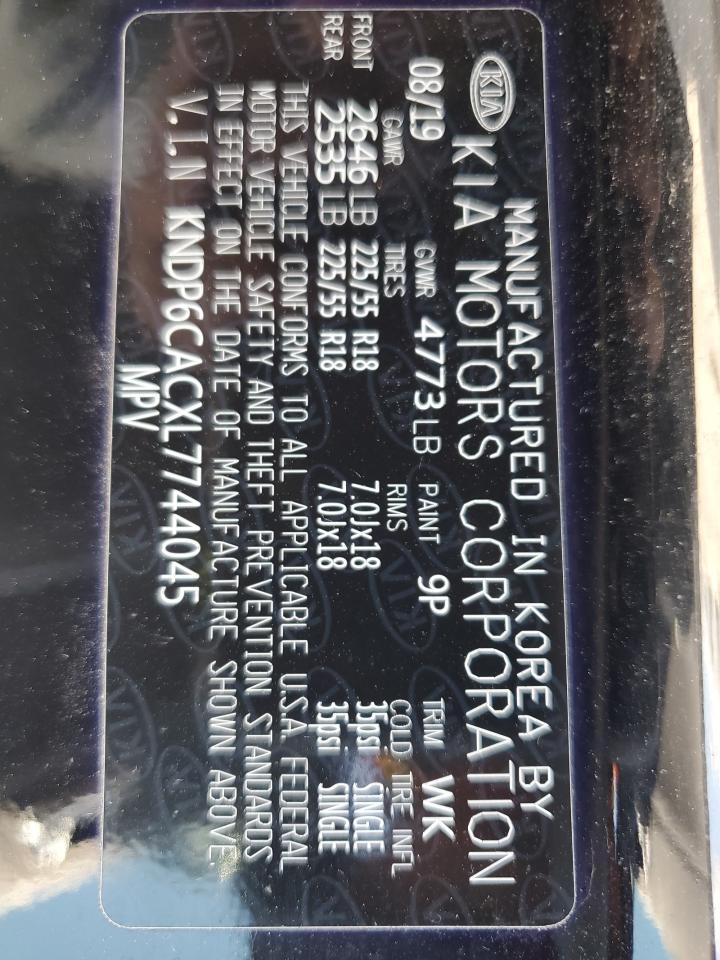 MANUFACTURED IN KOREA BY
KIA KIA MOTORS CORPORATION
08/19 GVWR 4773 LB PAINT 9P TRIM WK
GAWR TIRES RIMS COLD TIRE INFL
FRONT 2646 LB 225/55 R18 7.0Jx18 35psi SINGLE
REAR 2535 LB 225/55 R18 7.0Jx18 35psi SINGLE
THIS VEHICLE CONFORMS TO ALL APPLICABLE U.S.A. FEDERAL
MOTOR VEHICLE SAFETY AND THEFT PREVENTION STANDARDS
IN EFFECT ON THE DATE OF MANUFACTURE SHOWN ABOVE.
V.I.N KNDP6CACXL7744045
MPV